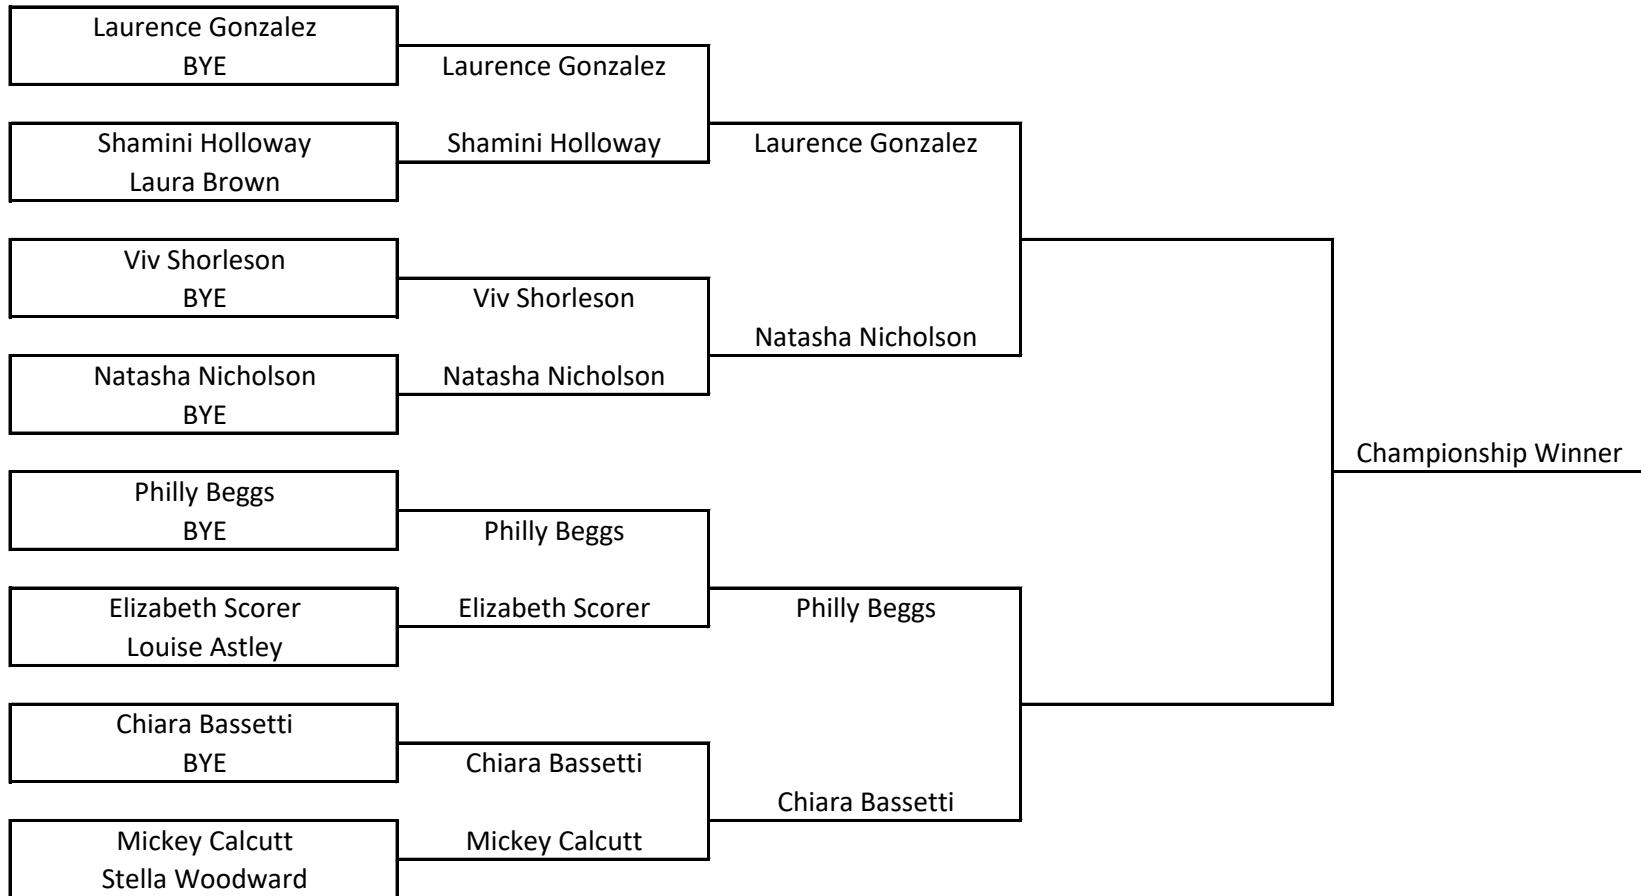 Laurence Gonzalez
BYE
Shamini Holloway
Laura Brown
Viv Shorleson
BYE
Natasha Nicholson
BYE
Philly Beggs
BYE
Elizabeth Scorer
Louise Astley
Chiara Bassetti
BYE
Mickey Calcutt
Stella Woodward
Laurence Gonzalez
Shamini Holloway
Viv Shorleson
Natasha Nicholson
Philly Beggs
Elizabeth Scorer
Chiara Bassetti
Mickey Calcutt
Laurence Gonzalez
Natasha Nicholson
Philly Beggs
Chiara Bassetti
Championship Winner